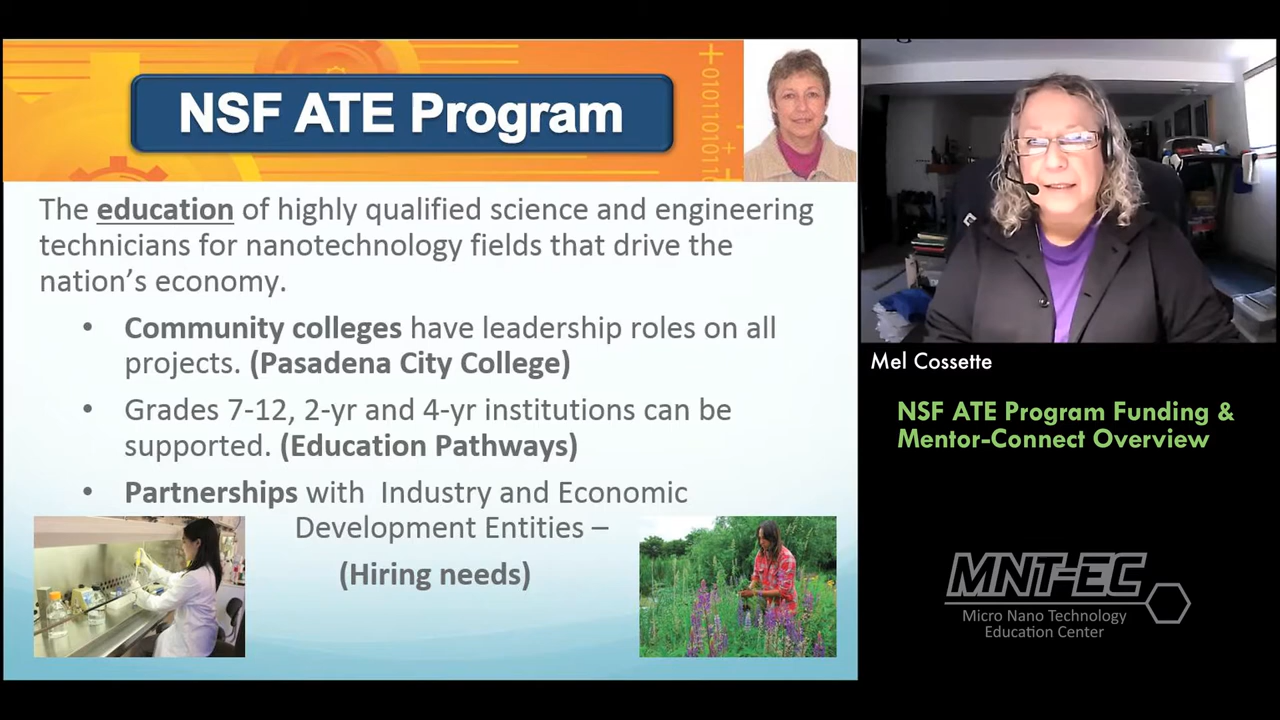 NSF ATE Program
01011010110
The education of highly qualified science and engineering
technicians for nanotechnology fields that drive the
nation's economy.
• Community colleges have leadership roles on all
projects. (Pasadena City College)
• Grades 7-12, 2-yr and 4-yr institutions can be
supported. (Education Pathways)
• Partnerships with Industry and Economic
Development Entities –
(Hiring needs)
Mel Cossette
NSF ATE Program Funding &
Mentor-Connect Overview
MNT-EC
Micro Nano Technology
Education Center